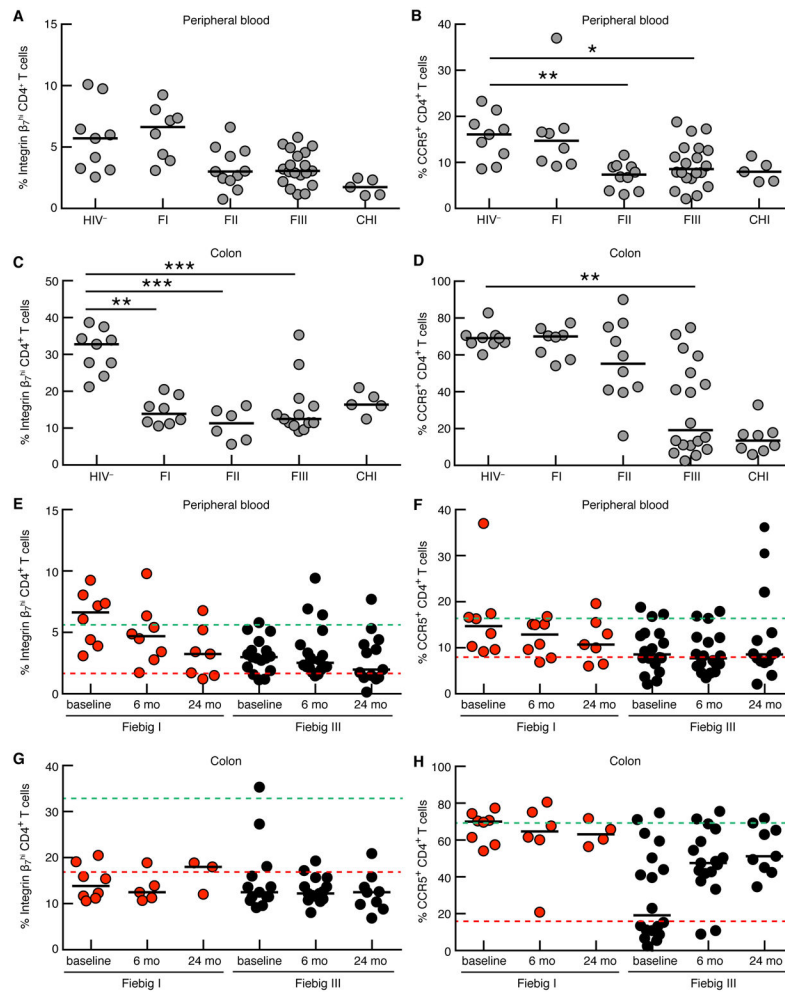 A
Peripheral blood
% Integrin β7hi CD4+ T cells
15
10
5
0
HIV– FI FII FIII CHI
B
Peripheral blood
% CCR5+ CD4+ T cells
40
30
20
10
0
*
**
HIV– FI FII FIII CHI
C
Colon
% Integrin β7hi CD4+ T cells
50
40
30
20
10
0
***
***
**
HIV– FI FII FIII CHI
D
Colon
% CCR5+ CD4+ T cells
100
80
60
40
20
0
**
HIV– FI FII FIII CHI
E
Peripheral blood
% Integrin β7hi CD4+ T cells
15
10
5
0
baseline 6 mo 24 mo baseline 6 mo 24 mo
Fiebig I Fiebig III
F
Peripheral blood
% CCR5+ CD4+ T cells
40
30
20
10
0
baseline 6 mo 24 mo baseline 6 mo 24 mo
Fiebig I Fiebig III
G
Colon
% Integrin β7hi CD4+ T cells
40
30
20
10
0
baseline 6 mo 24 mo baseline 6 mo 24 mo
Fiebig I Fiebig III
H
Colon
% CCR5+ CD4+ T cells
100
80
60
40
20
0
baseline 6 mo 24 mo baseline 6 mo 24 mo
Fiebig I Fiebig III